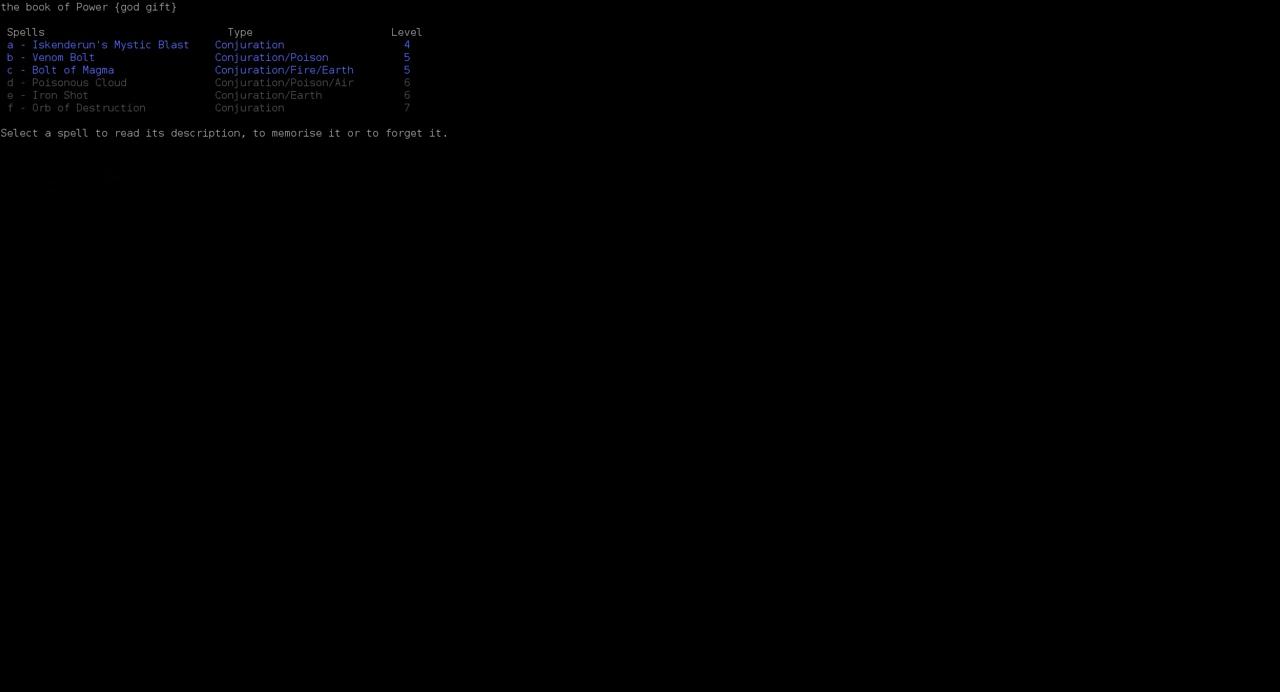 the book of Power {god gift}
Spells Type Level
a - Iskenderun's Mystic Blast Conjuration 4
b - Venom Bolt Conjuration/Poison 5
c - Bolt of Magma Conjuration/Fire/Earth 5
d - Poisonous Cloud Conjuration/Poison/Air 6
e - Iron Shot Conjuration/Earth 6
f - Orb of Destruction Conjuration 7
Select a spell to read its description, to memorise it or to forget it.